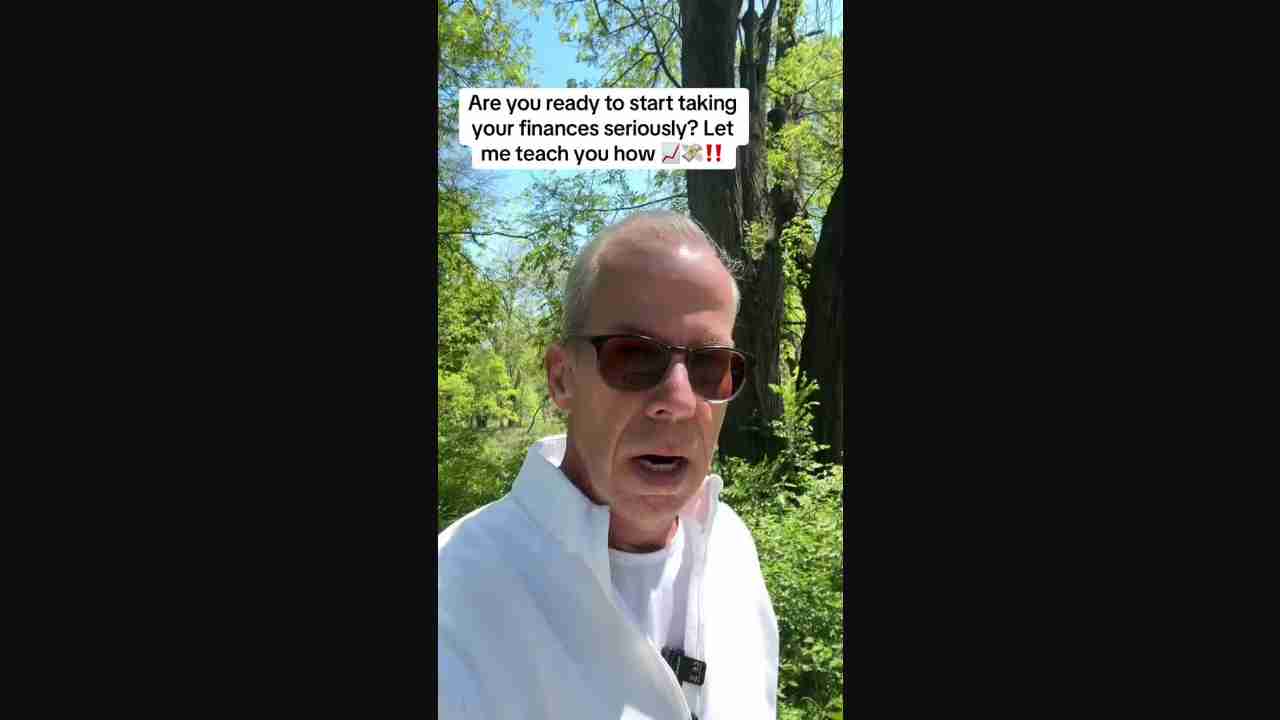 Are you ready to start taking
your finances seriously? Let
me teach you how 📈💸‼️